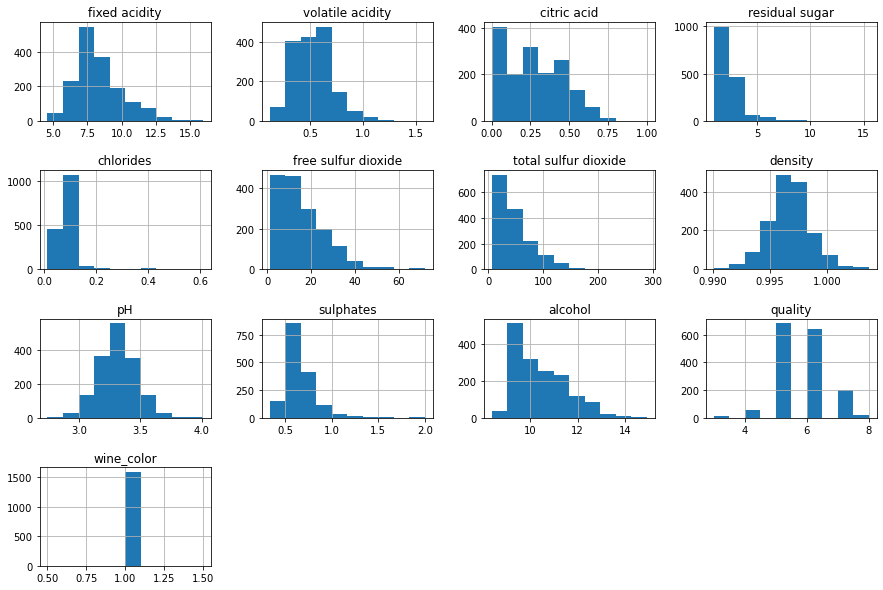 fixed acidity
volatile acidity
citric acid
residual sugar
400
200
0
5.0 7.5 10.0 12.5 15.0
400
200
0
0.5 1.0 1.5
400
200
0
0.00 0.25 0.50 0.75 1.00
1000
500
0
5 10 15
chlorides
free sulfur dioxide
total sulfur dioxide
density
1000
500
0
0.0 0.2 0.4 0.6
400
200
0
0 20 40 60
600
400
200
0
0 100 200 300
400
200
0
0.990 0.995 1.000
pH
sulphates
alcohol
quality
400
200
0
3.0 3.5 4.0
750
500
250
0
0.5 1.0 1.5 2.0
400
200
0
10 12 14
600
400
200
0
4 6 8
wine_color
1500
1000
500
0
0.50 0.75 1.00 1.25 1.50